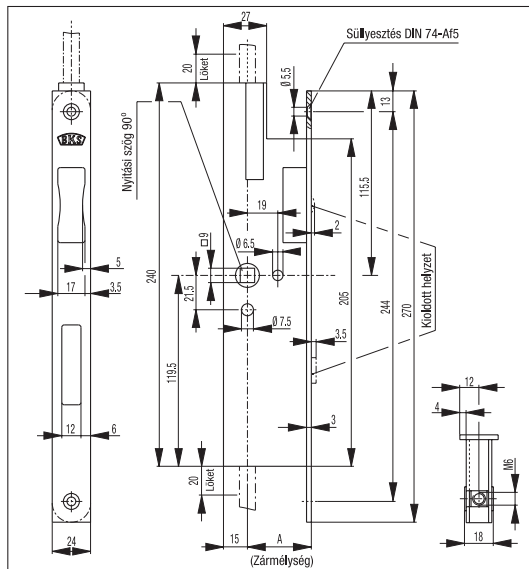 27
Süllyesztés DIN 74-Af5
20
Löket
Ø 5,5
13
BKS
Nyitási szög 90°
115.5
19
2
□9
Ø 6.5
5
17
3.5
240
21.5
205
Kioldott helyzet
244
270
Ø 7.5
3,5
119.5
12
4
12
6
3
M6
20
Löket
24
15
A
18
(Zármélység)